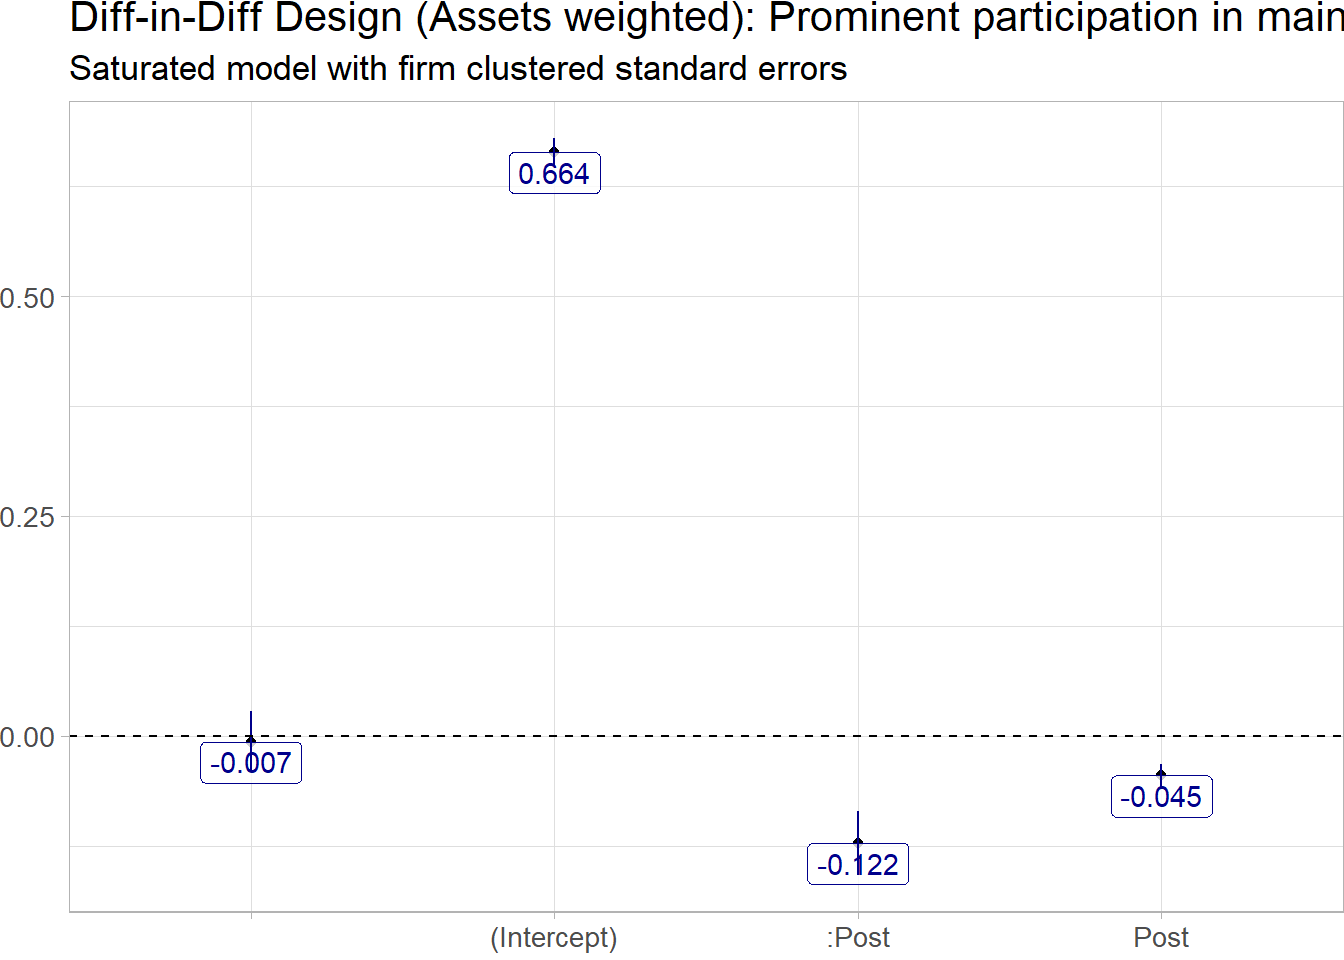 Diff-in-Diff Design (Assets weighted): Prominent participation in main
Saturated model with firm clustered standard errors
0.664
0.50
0.25
0.00
-0.007
-0.045
-0.122
(Intercept)
:Post
Post